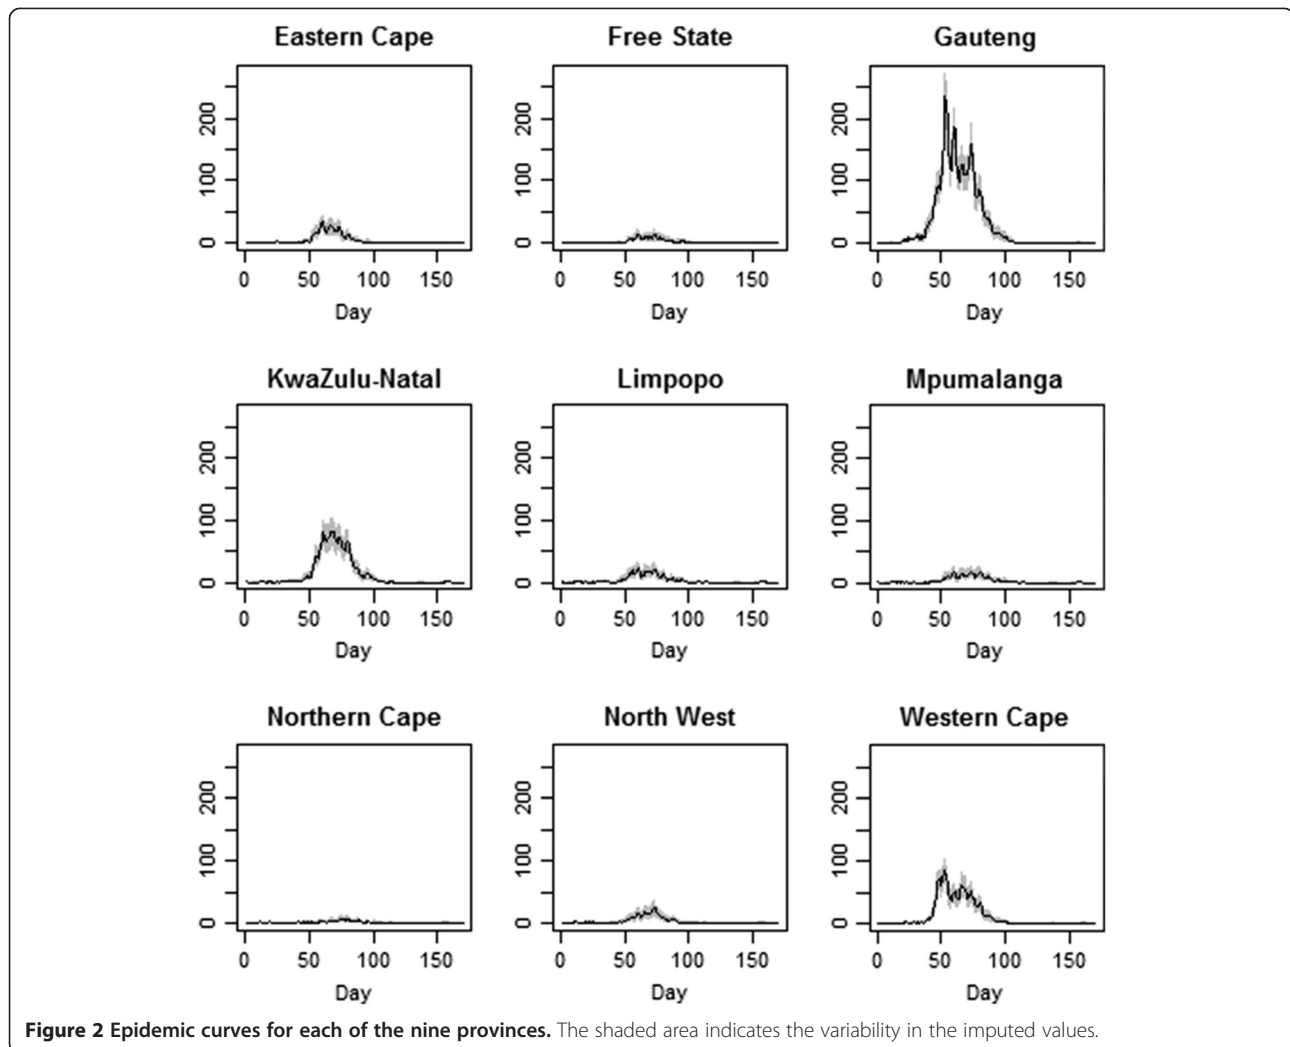 Eastern Cape
Free State
Gauteng
0 100 200
0 50 100 150
Day
0 100 200
0 50 100 150
Day
0 100 200
0 50 100 150
Day
KwaZulu-Natal
Limpopo
Mpumalanga
0 100 200
0 50 100 150
Day
0 100 200
0 50 100 150
Day
0 100 200
0 50 100 150
Day
Northern Cape
North West
Western Cape
0 100 200
0 50 100 150
Day
0 100 200
0 50 100 150
Day
0 100 200
0 50 100 150
Day
Figure 2 Epidemic curves for each of the nine provinces. The shaded area indicates the variability in the imputed values.